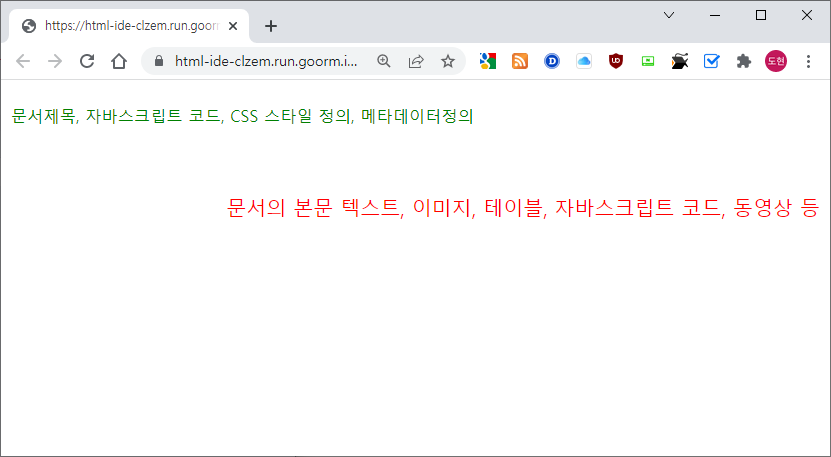 https://html-ide-clzem.run.goorm
html-ide-clzem.run.goorm.i...
도현
문서제목, 자바스크립트 코드, CSS 스타일 정의, 메타데이터정의
문서의 본문 텍스트, 이미지, 테이블, 자바스크립트 코드, 동영상 등